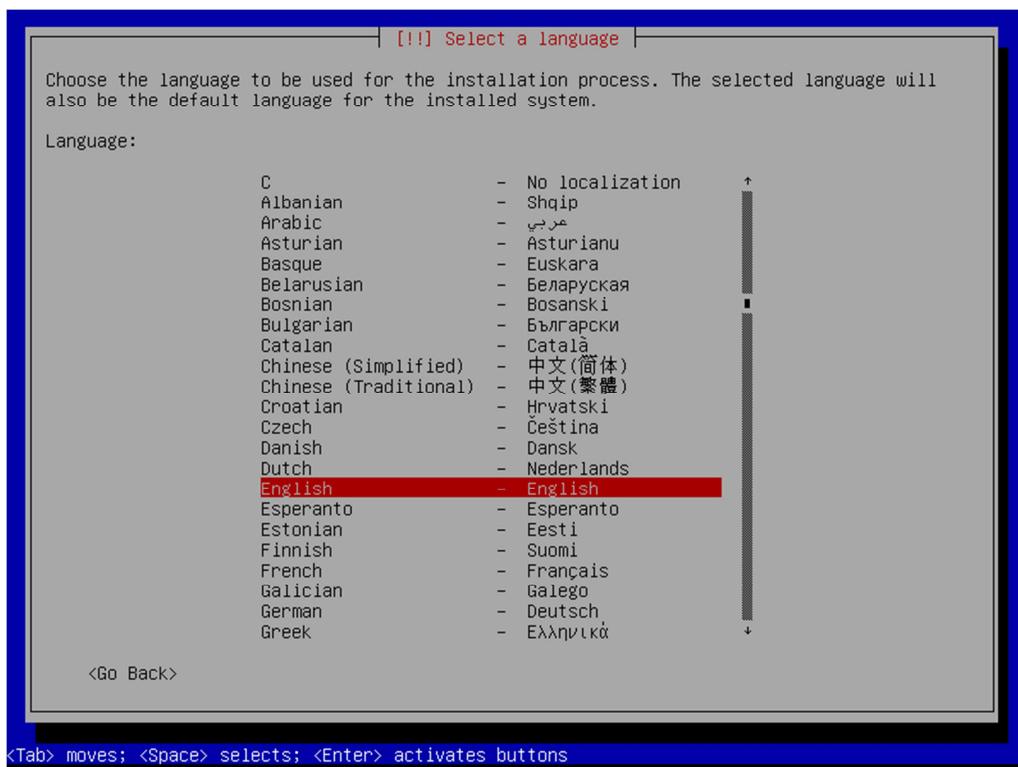 [!!] Select a language
Choose the language to be used for the installation process. The selected language will
also be the default language for the installed system.
Language:
C - No localization
Albanian - Shqip
Arabic - عربي
Asturian - Asturianu
Basque - Euskara
Belarusian - Беларуская
Bosnian - Bosanski
Bulgarian - Български
Catalan - Català
Chinese (Simplified) - 中文(简体)
Chinese (Traditional) - 中文(繁體)
Croatian - Hrvatski
Czech - Čeština
Danish - Dansk
Dutch - Nederlands
English - English
Esperanto - Esperanto
Estonian - Eesti
Finnish - Suomi
French - Français
Galician - Galego
German - Deutsch
Greek - Ελληνικά
<Go Back>
<Tab> moves; <Space> selects; <Enter> activates buttons